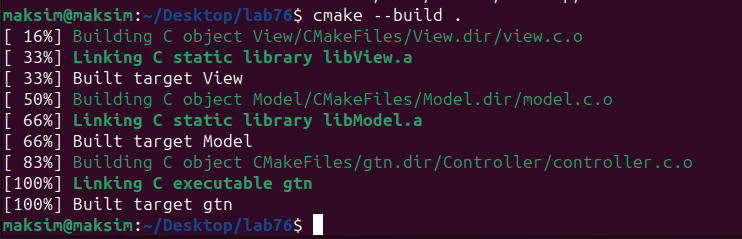 maksim@maksim:~/Desktop/lab76$ cmake --build .
[ 16%] Building C object View/CMakeFiles/View.dir/view.c.o
[ 33%] Linking C static library libView.a
[ 33%] Built target View
[ 50%] Building C object Model/CMakeFiles/Model.dir/model.c.o
[ 66%] Linking C static library libModel.a
[ 66%] Built target Model
[ 83%] Building C object CMakeFiles/gtn.dir/Controller/controller.c.o
[100%] Linking C executable gtn
[100%] Built target gtn
maksim@maksim:~/Desktop/lab76$